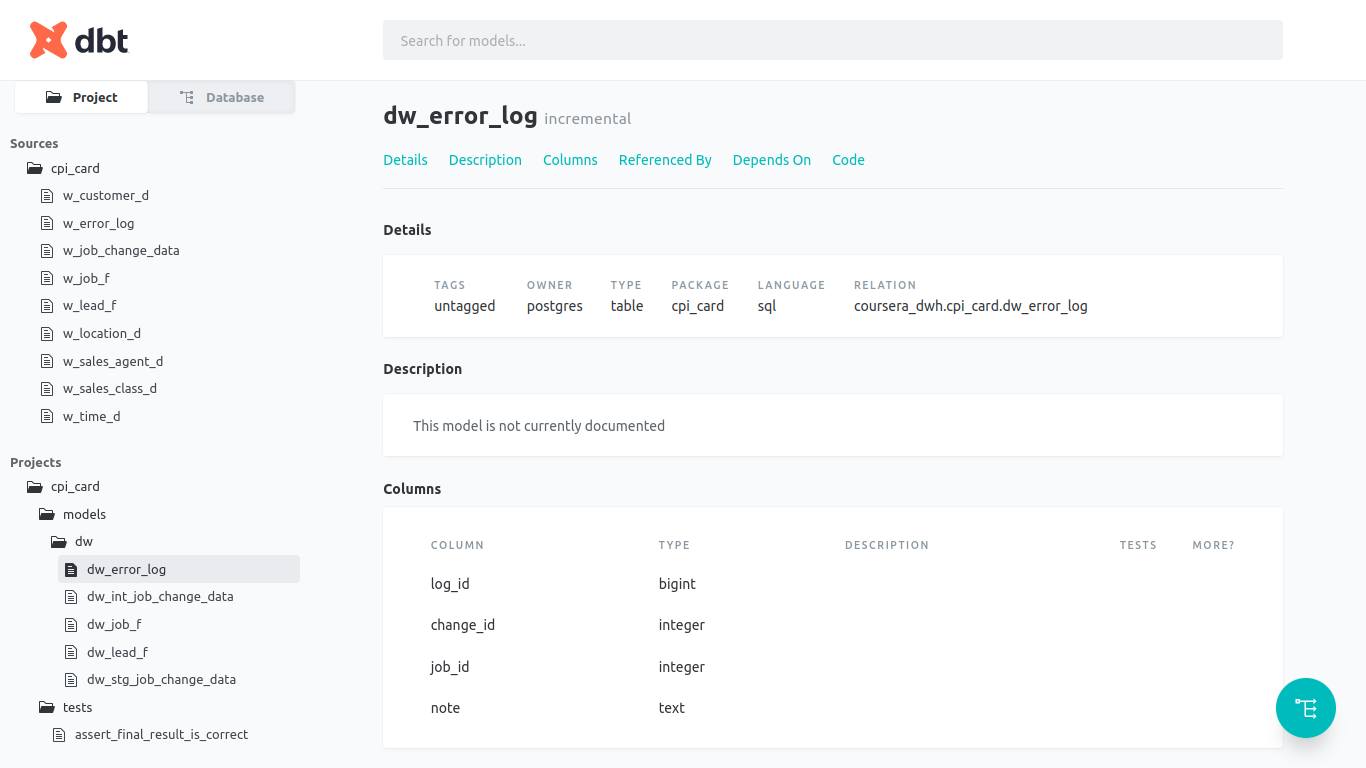 dbt
Search for models...
Project
Database
Sources
cpi_card
w_customer_d
w_error_log
w_job_change_data
w_job_f
w_lead_f
w_location_d
w_sales_agent_d
w_sales_class_d
w_time_d
Projects
cpi_card
models
dw
dw_error_log
dw_int_job_change_data
dw_job_f
dw_lead_f
dw_stg_job_change_data
tests
assert_final_result_is_correct
dw_error_log incremental
Details Description Columns Referenced By Depends On Code
Details
TAGS OWNER TYPE PACKAGE LANGUAGE RELATION
untagged postgres table cpi_card sql coursera_dwh.cpi_card.dw_error_log
Description
This model is not currently documented
Columns
COLUMN TYPE DESCRIPTION TESTS MORE?
log_id bigint
change_id integer
job_id integer
note text